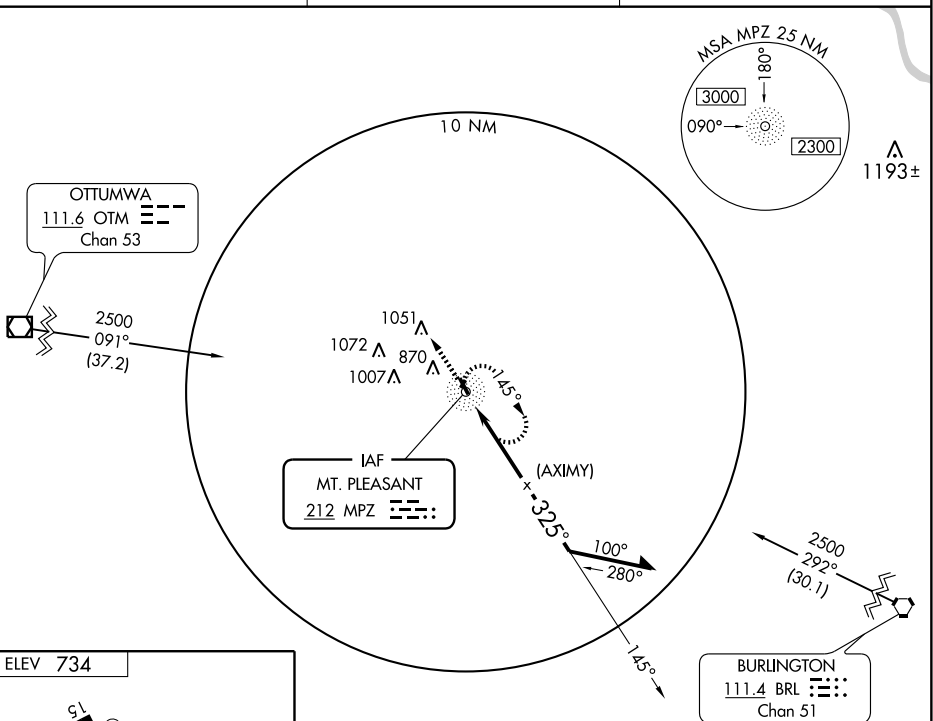 MSA MPZ 25 NM
180°
3000
090°
2300
1193±
10 NM
OTTUMWA
111.6 OTM
Chan 53
2500
091°
(37.2)
1051
1072
870
1007
145°
IAF
MT. PLEASANT
212 MPZ
(AXIMY)
325°
100°
280°
2500
292°
(30.1)
145°
BURLINGTON
111.4 BRL
Chan 51
ELEV 734
15